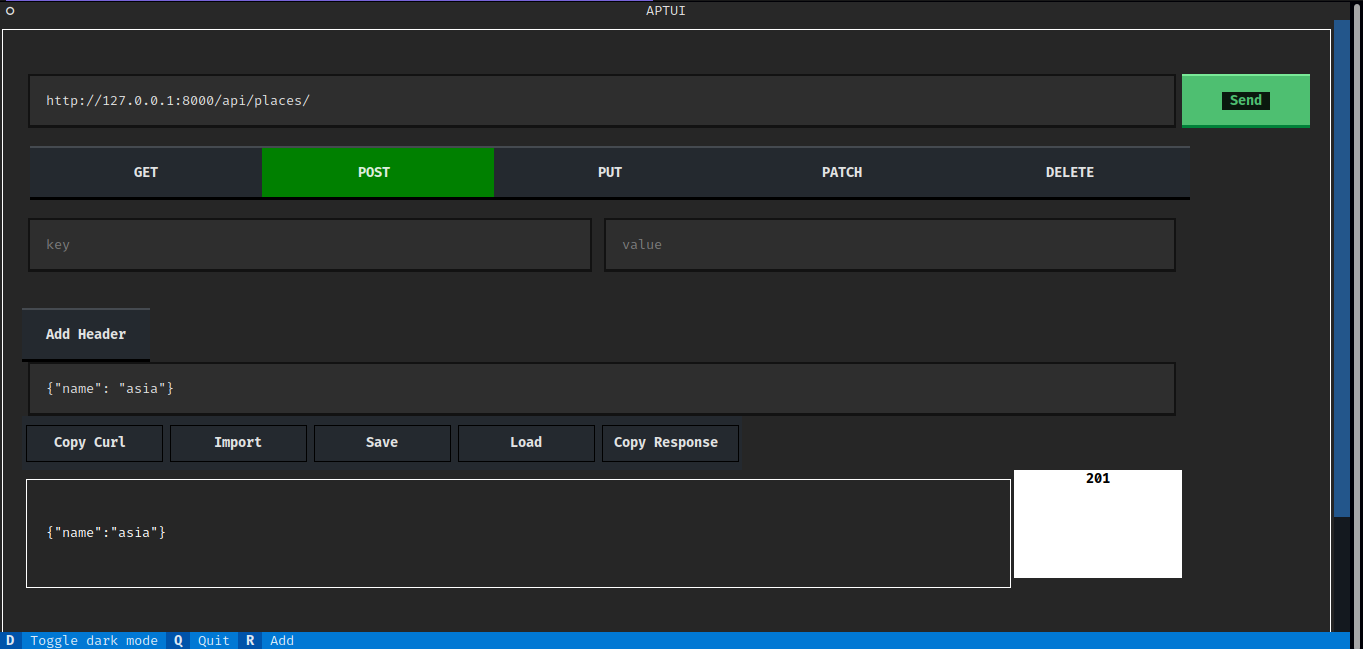 APTUI
http://127.0.0.1:8000/api/places/ Send
GET POST PUT PATCH DELETE
key value
Add Header
{"name": "asia"}
Copy Curl Import Save Load Copy Response
201
{"name":"asia"}
D Toggle dark mode Q Quit R Add